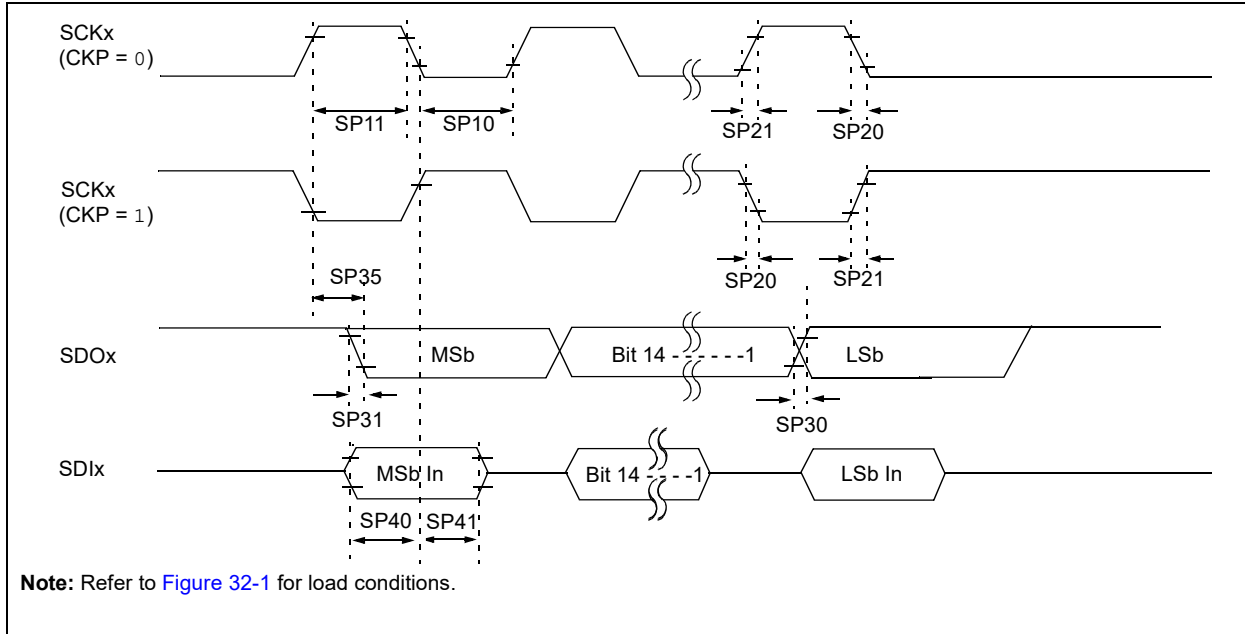 SCKx
(CKP = 0)
SP11
SP10
SP21
SP20
SCKx
(CKP = 1)
SP35
SP20
SP21
SDOx
MSb
Bit 14 - - - - - -1
LSb
SP31
SP30
SDIx
MSb In
Bit 14 - - - -1
LSb In
SP40
SP41
Note: Refer to Figure 32-1 for load conditions.